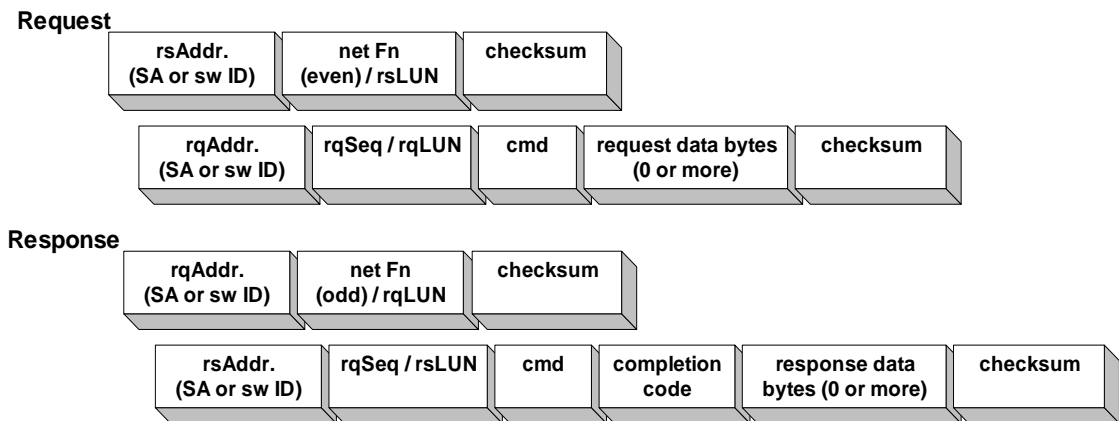 Request
rsAddr.
(SA or sw ID)
net Fn
(even) / rsLUN
checksum
rqAddr.
(SA or sw ID)
rqSeq / rqLUN
cmd
request data bytes
(0 or more)
checksum
Response
rqAddr.
(SA or sw ID)
net Fn
(odd) / rqLUN
checksum
rsAddr.
(SA or sw ID)
rqSeq / rsLUN
cmd
completion
code
response data
bytes (0 or more)
checksum